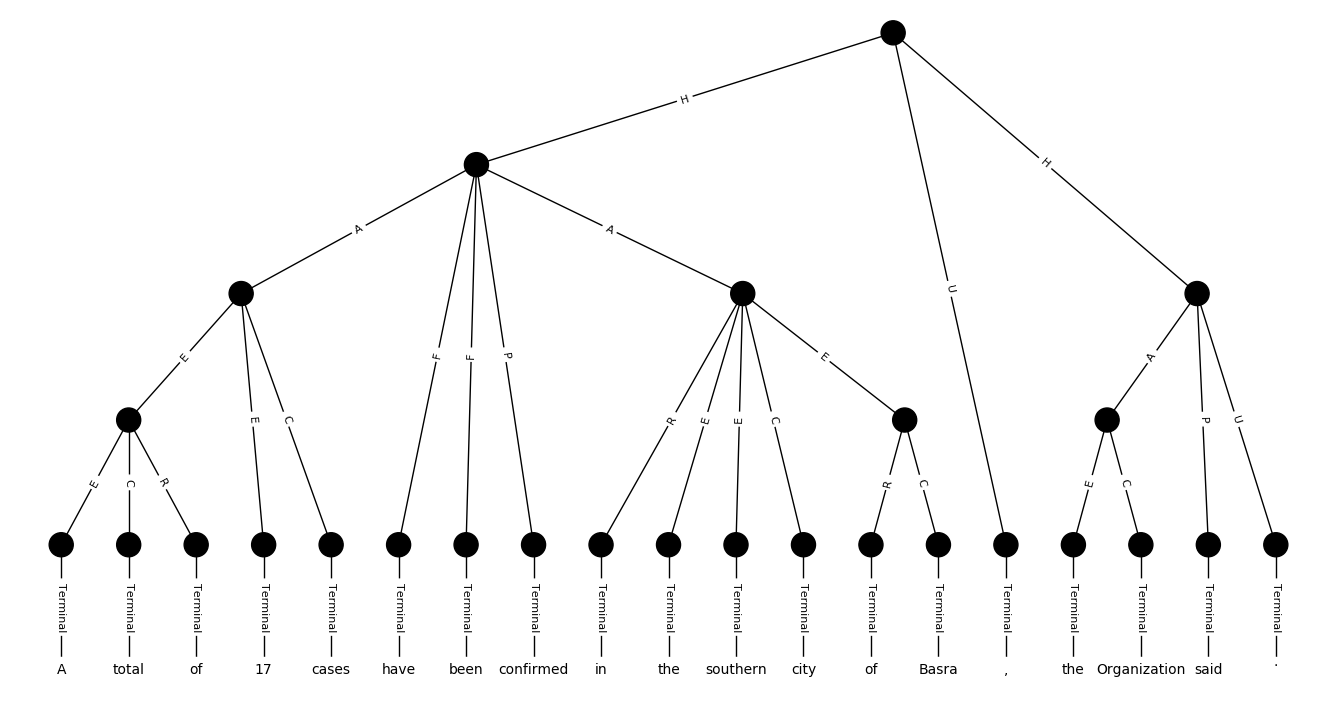 H
H
A
A
U
E
F
F
P
E
A
E
C
R
E
E
C
P
U
E
C
R
R
C
E
C
Terminal Terminal Terminal Terminal Terminal Terminal Terminal Terminal Terminal Terminal Terminal Terminal Terminal Terminal Terminal Terminal Terminal Terminal Terminal
A total of 17 cases have been confirmed in the southern city of Basra , the Organization said .